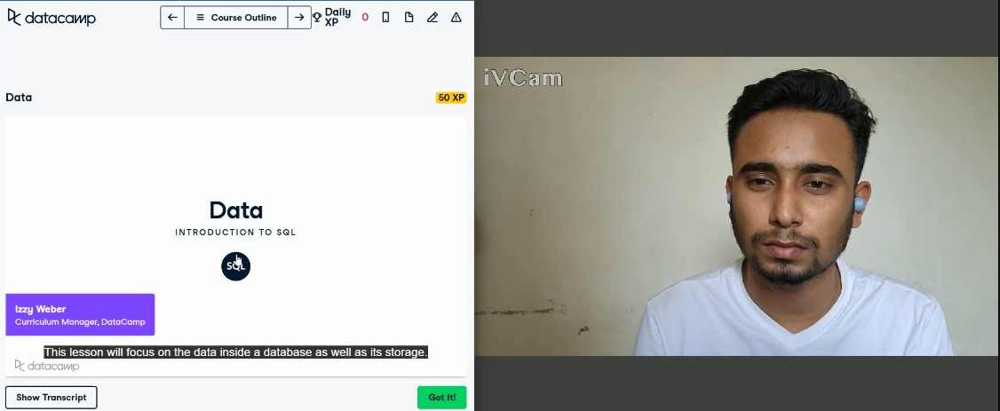 datacamp
Course Outline
Daily XP
0
Data
50 XP
Data
INTRODUCTION TO SQL
SQL
Izzy Weber
Curriculum Manager, DataCamp
This lesson will focus on the data inside a database as well as its storage.
datacamp
Show Transcript
Got It!
iVCam